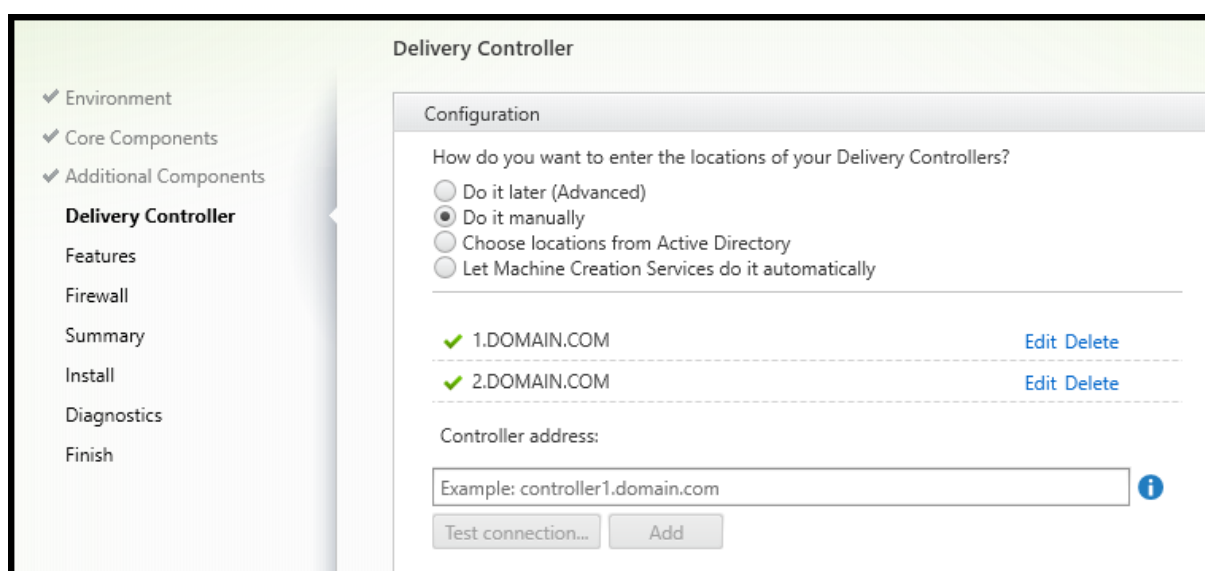 Delivery Controller
Environment
Core Components
Additional Components
Delivery Controller
Features
Firewall
Summary
Install
Diagnostics
Finish
Configuration
How do you want to enter the locations of your Delivery Controllers?
Do it later (Advanced)
Do it manually
Choose locations from Active Directory
Let Machine Creation Services do it automatically
1.DOMAIN.COM Edit Delete
2.DOMAIN.COM Edit Delete
Controller address:
Example: controller1.domain.com
Test connection... Add